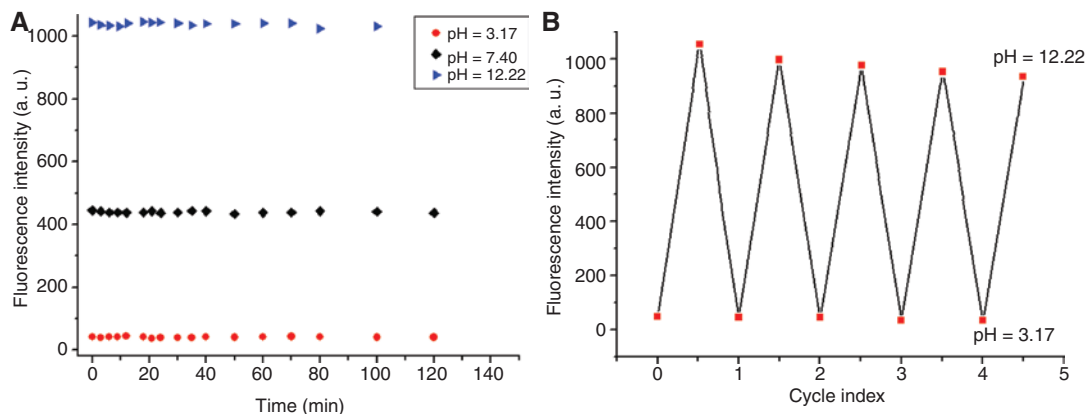 A
Fluorescence intensity (a. u.)
1000
800
600
400
200
0
pH = 3.17
pH = 7.40
pH = 12.22
0 20 40 60 80 100 120 140
Time (min)
B
Fluorescence intensity (a. u.)
1000
800
600
400
200
0
pH = 12.22
pH = 3.17
0 1 2 3 4 5
Cycle index